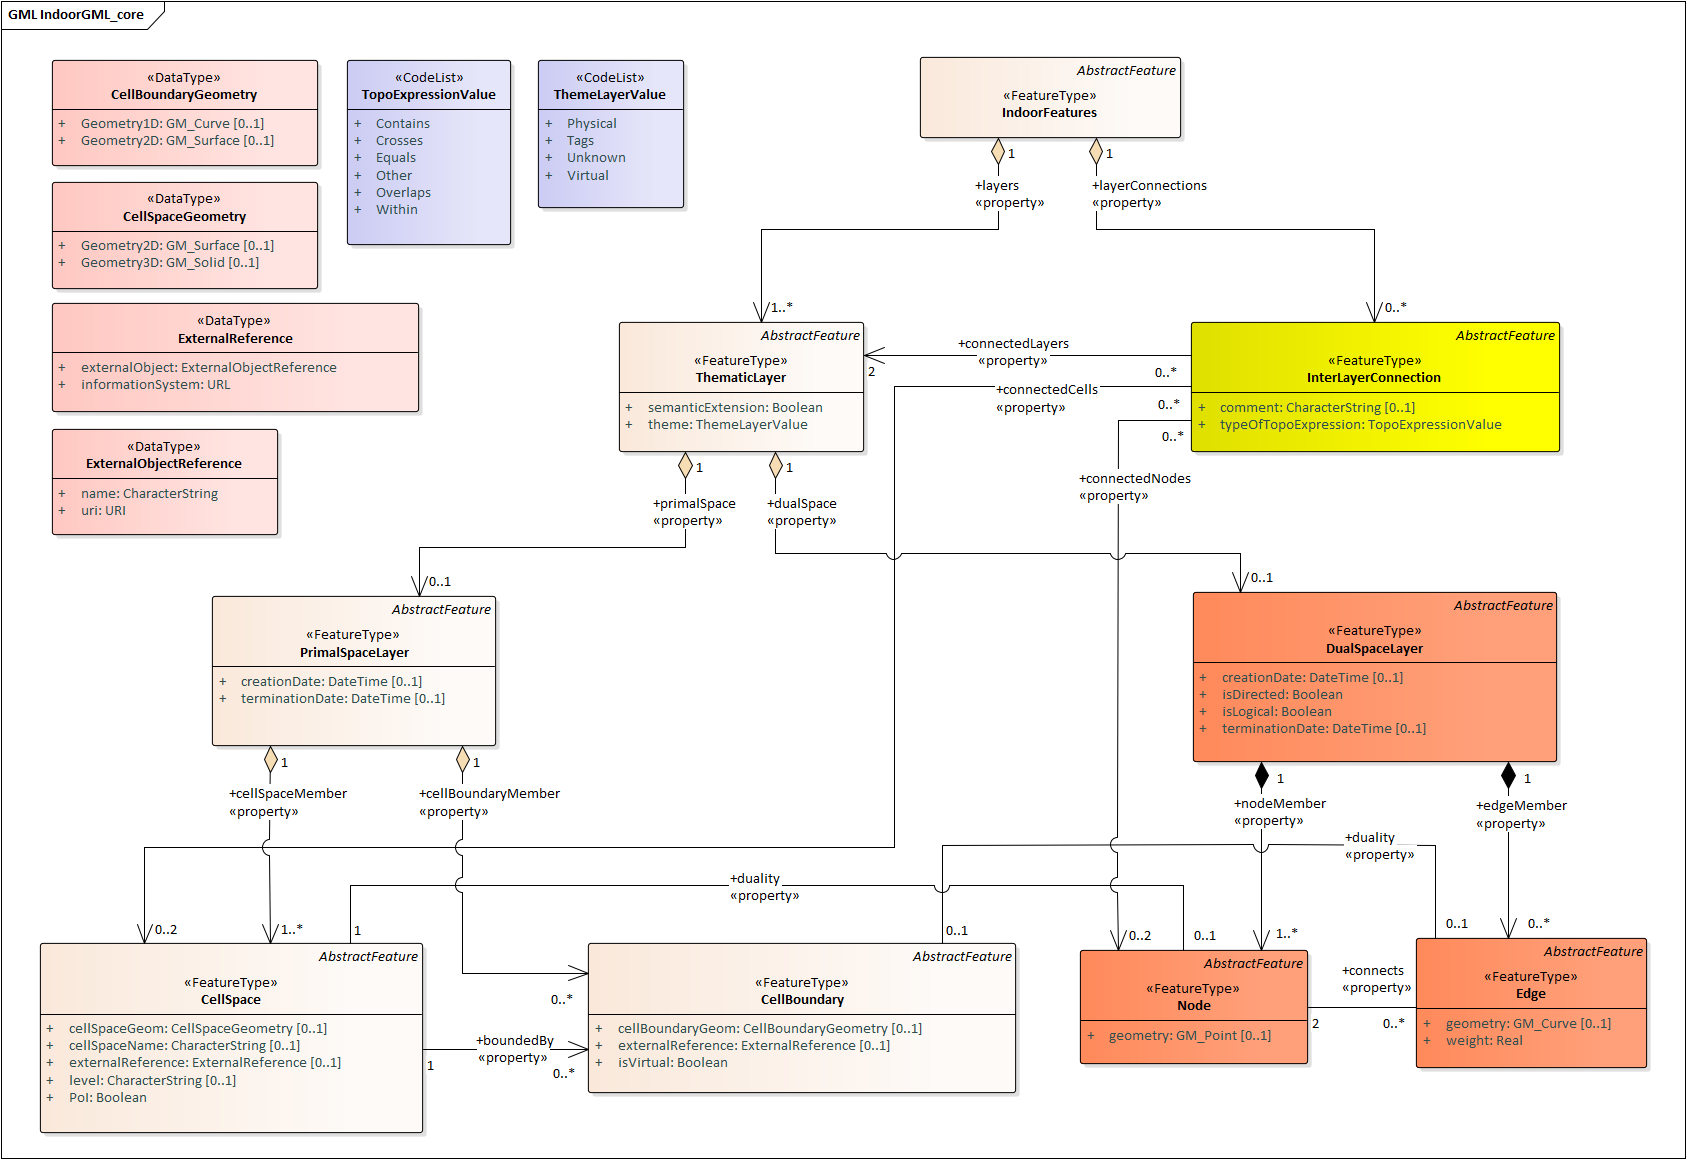 GML IndoorGML_core
«DataType»
CellBoundaryGeometry
+ Geometry1D: GM_Curve [0..1]
+ Geometry2D: GM_Surface [0..1]
«CodeList»
TopoExpressionValue
+ Contains
+ Crosses
+ Equals
+ Other
+ Overlaps
+ Within
«CodeList»
ThemeLayerValue
+ Physical
+ Tags
+ Unknown
+ Virtual
AbstractFeature
«FeatureType»
IndoorFeatures
1
1
+layers
«property»
+layerConnections
«property»
1..*
0..*
«DataType»
CellSpaceGeometry
+ Geometry2D: GM_Surface [0..1]
+ Geometry3D: GM_Solid [0..1]
«DataType»
ExternalReference
+ externalObject: ExternalObjectReference
+ informationSystem: URL
«DataType»
ExternalObjectReference
+ name: CharacterString
+ uri: URI
AbstractFeature
«FeatureType»
ThematicLayer
+ semanticExtension: Boolean
+ theme: ThemeLayerValue
+connectedLayers
«property»
2
0..*
+connectedCells
«property»
0..*
0..*
AbstractFeature
«FeatureType»
InterLayerConnection
+ comment: CharacterString [0..1]
+ typeOfTopoExpression: TopoExpressionValue
1
1
+primalSpace
«property»
+dualSpace
«property»
+connectedNodes
«property»
0..1
0..1
AbstractFeature
«FeatureType»
PrimalSpaceLayer
+ creationDate: DateTime [0..1]
+ terminationDate: DateTime [0..1]
AbstractFeature
«FeatureType»
DualSpaceLayer
+ creationDate: DateTime [0..1]
+ isDirected: Boolean
+ isLogical: Boolean
+ terminationDate: DateTime [0..1]
1
1
+cellSpaceMember
«property»
+cellBoundaryMember
«property»
1
1
+nodeMember
«property»
+edgeMember
«property»
+duality
«property»
+duality
«property»
0..2
1..*
1
0..1
0..2
0..1
1..*
0..1
0..*
AbstractFeature
«FeatureType»
CellSpace
+ cellSpaceGeom: CellSpaceGeometry [0..1]
+ cellSpaceName: CharacterString [0..1]
+ externalReference: ExternalReference [0..1]
+ level: CharacterString [0..1]
+ PoI: Boolean
0..*
+boundedBy
«property»
1
0..*
AbstractFeature
«FeatureType»
CellBoundary
+ cellBoundaryGeom: CellBoundaryGeometry [0..1]
+ externalReference: ExternalReference [0..1]
+ isVirtual: Boolean
AbstractFeature
«FeatureType»
Node
+ geometry: GM_Point [0..1]
+connects
«property»
2
0..*
AbstractFeature
«FeatureType»
Edge
+ geometry: GM_Curve [0..1]
+ weight: Real